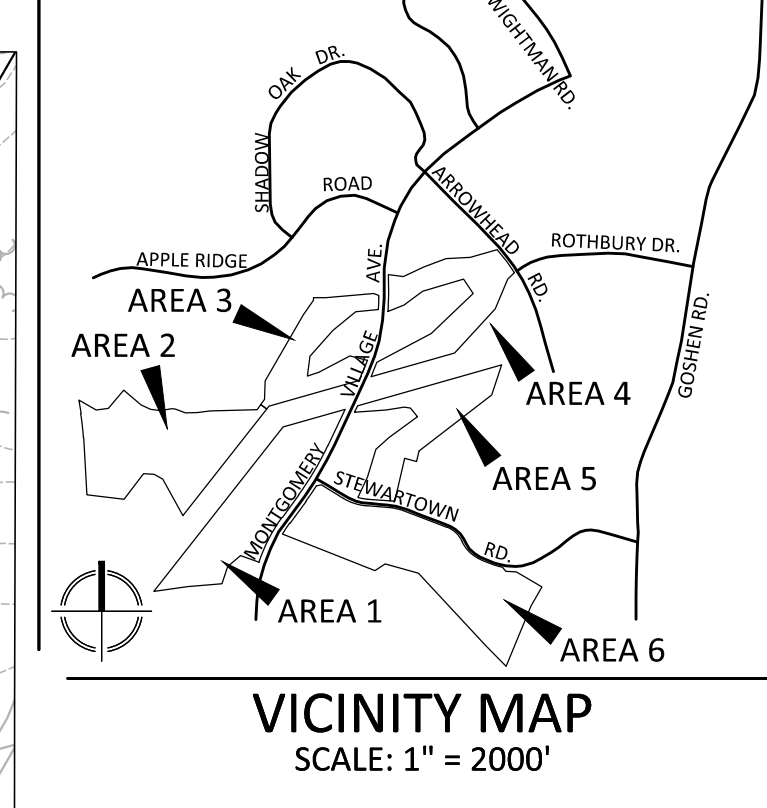 WIGHTMAN RD.
SHADOW OAK DR.
ARROWHEAD RD.
APPLE RIDGE ROAD
ROTHBURY DR.
GOSHEN RD.
MONTGOMERY VILLAGE AVE.
STEWARTOWN RD.
AREA 3
AREA 2
AREA 4
AREA 5
AREA 1
AREA 6
VICINITY MAP
SCALE: 1" = 2000'